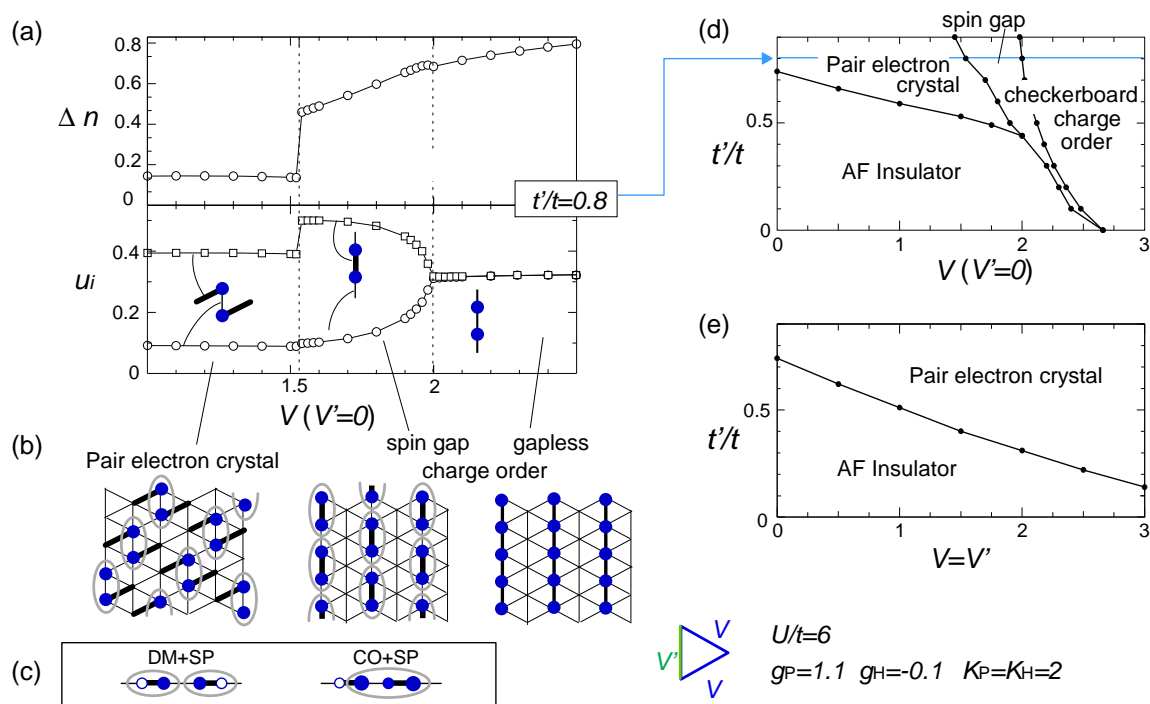 (a)
0.8
0.6
Δ n
0.4
0.2
0
t'/t=0.8
0.4
ui
0.2
0
1.5
2
V (V'=0)
(b)
Pair electron crystal
spin gap
gapless
charge order
(c)
DM+SP
CO+SP
(d)
spin gap
Pair electron
crystal
checkerboard
charge
order
0.5
t'/t
AF Insulator
0
0
1
2
3
V (V'=0)
(e)
Pair electron crystal
0.5
t'/t
AF Insulator
0
0
1
2
3
V=V'
V
V'
V
U/t=6
gP=1.1 gH=-0.1 KP=KH=2